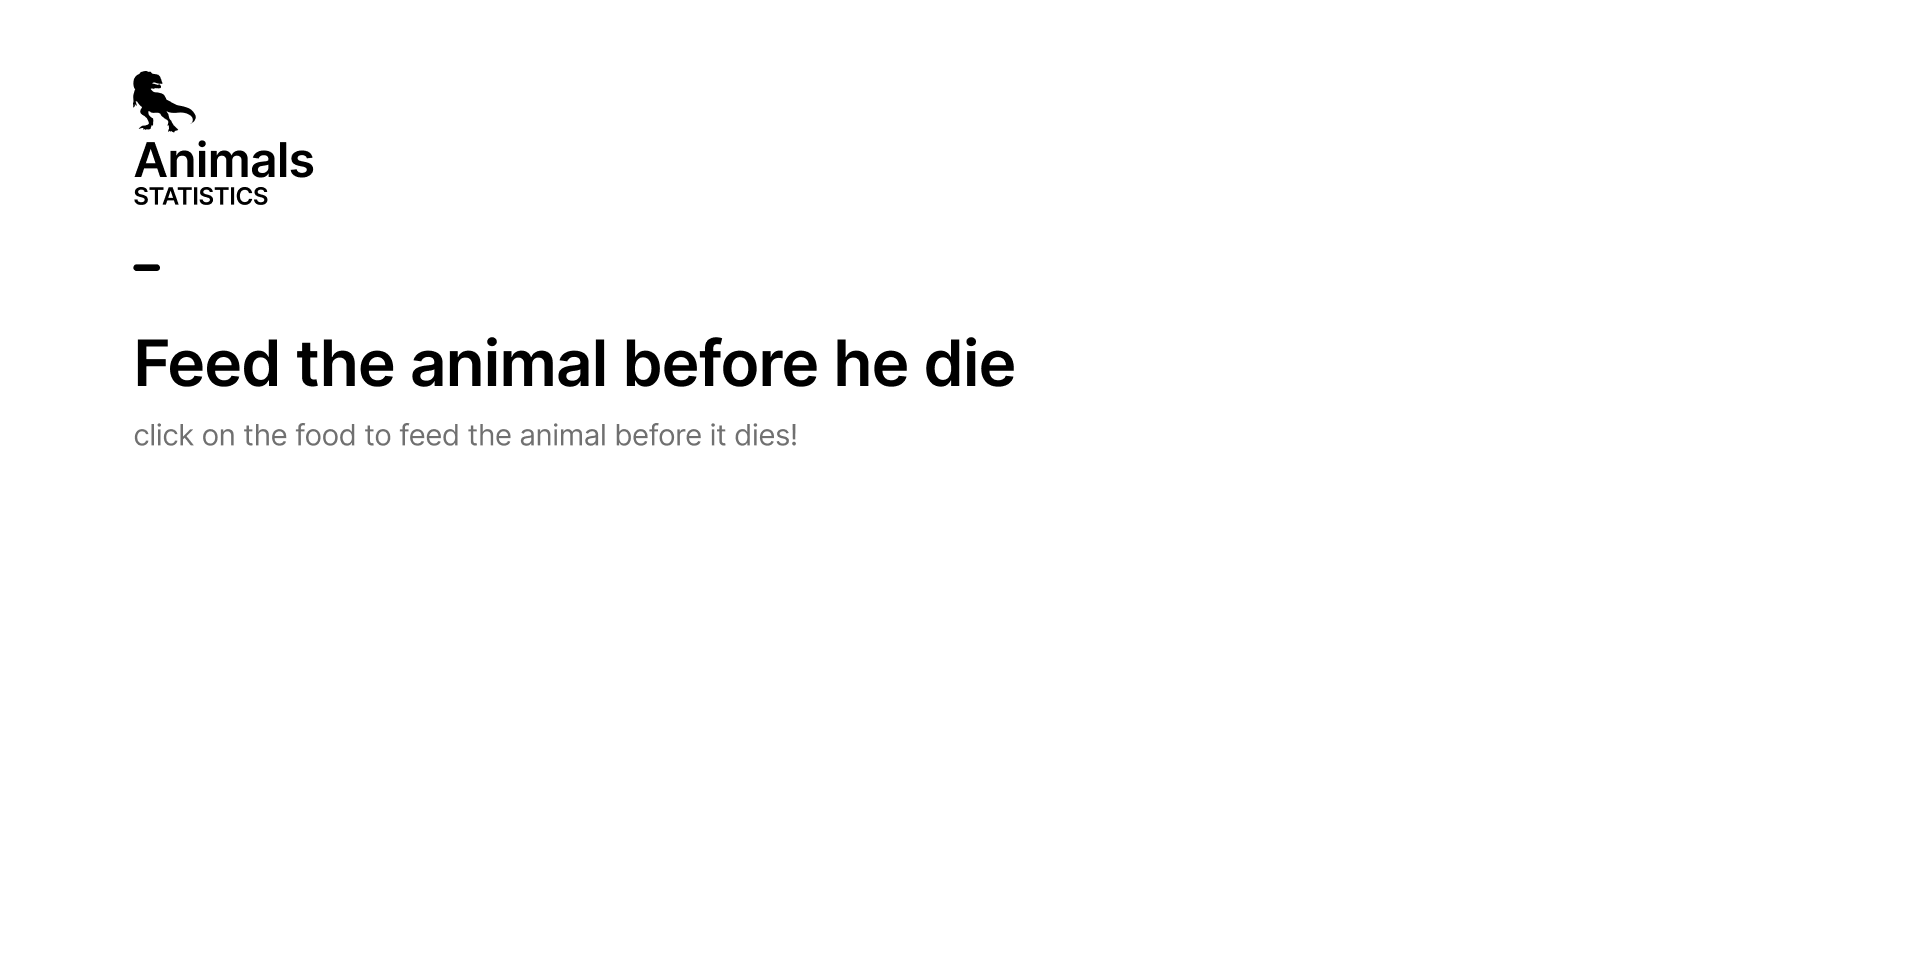 Animals
STATISTICS
Feed the animal before he die
click on the food to feed the animal before it dies!